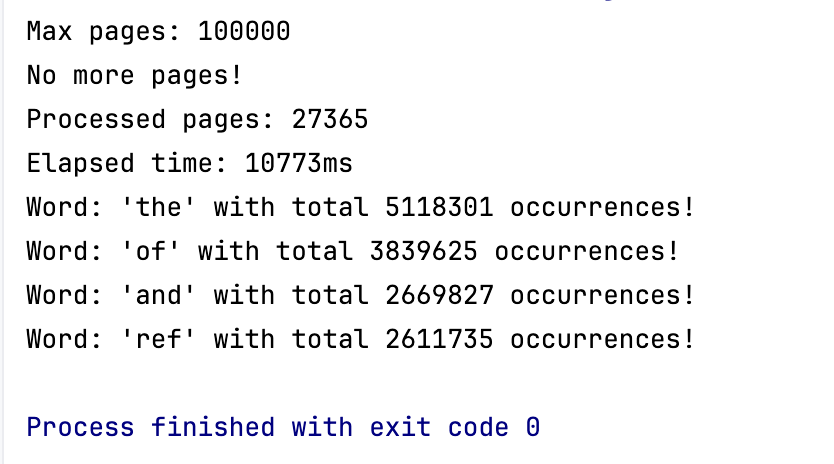 Max pages: 100000
No more pages!
Processed pages: 27365
Elapsed time: 10773ms
Word: 'the' with total 5118301 occurrences!
Word: 'of' with total 3839625 occurrences!
Word: 'and' with total 2669827 occurrences!
Word: 'ref' with total 2611735 occurrences!
Process finished with exit code 0